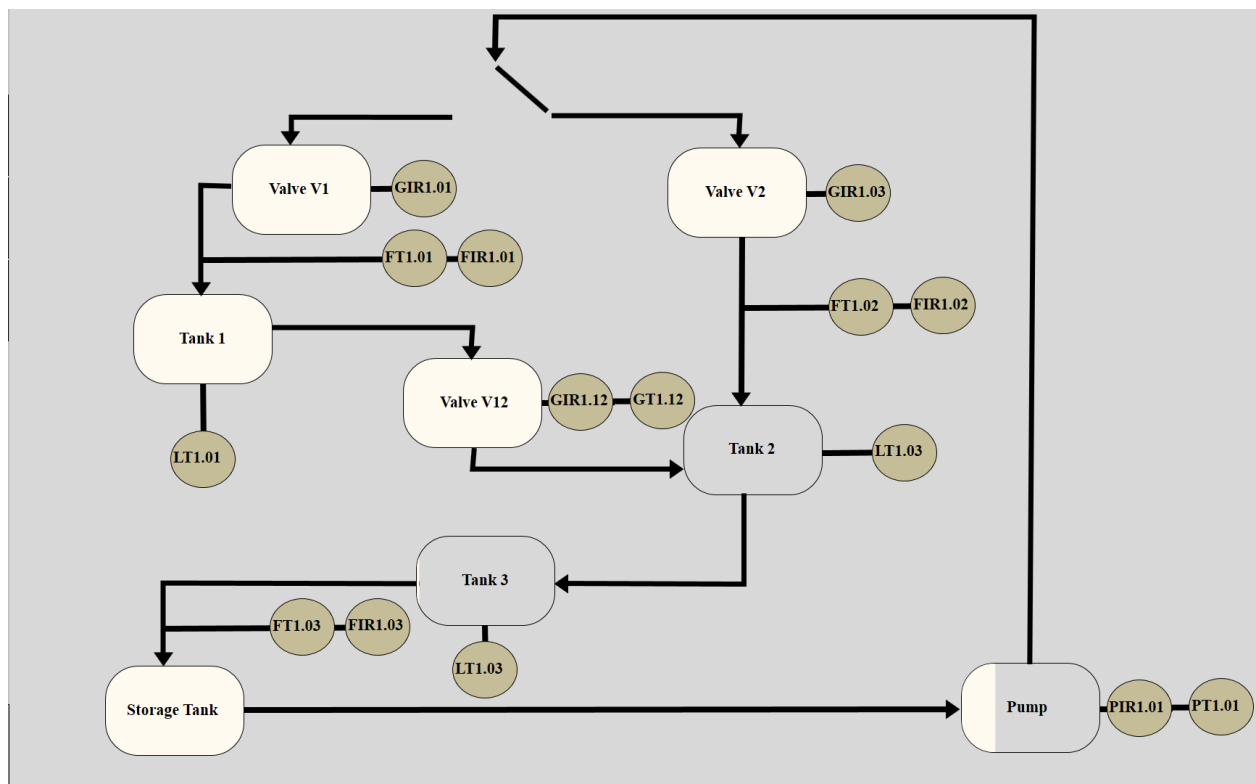 Valve V1
GIR1.01
Valve V2
GIR1.03
FT1.01
FIR1.01
FT1.02
FIR1.02
Tank 1
Valve V12
GIR1.12
GT1.12
Tank 2
LT1.03
LT1.01
Tank 3
FT1.03
FIR1.03
LT1.03
Storage Tank
Pump
PIR1.01
PT1.01